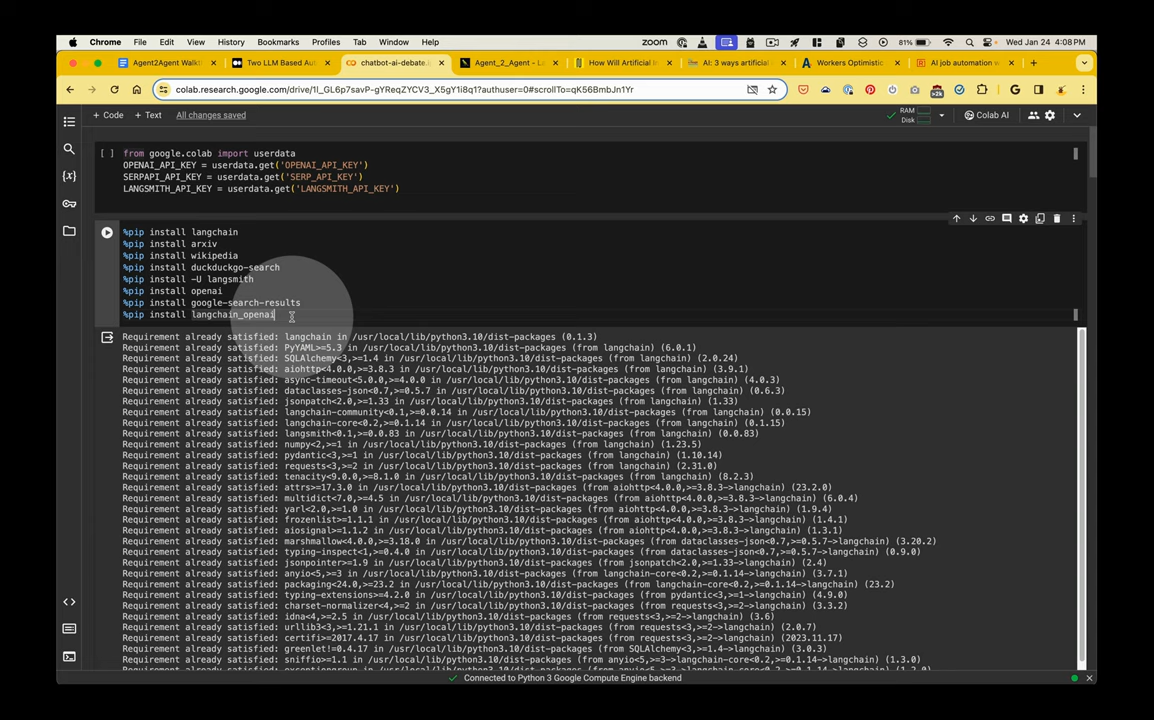 Chrome File Edit View History Bookmarks Profiles Tab Window Help zoom 81% Wed Jan 24 4:08 PM
Agent2Agent Walkt Two LLM Based Auto chatbot-ai-debate. Agent_2_Agent - La How Will Artificial In AI: 3 ways artificial Workers Optimistic AI job automation w
colab.research.google.com/drive/1l_GL6p7savP-gYReqZYCV3_X5gY1i8q1?authuser=0#scrollTo=qK56BmbJn1Yr
+ Code + Text All changes saved RAM Disk Colab AI
[ ] from google.colab import userdata
OPENAI_API_KEY = userdata.get('OPENAI_API_KEY')
SERPAPI_API_KEY = userdata.get('SERP_API_KEY')
LANGSMITH_API_KEY = userdata.get('LANGSMITH_API_KEY')
%pip install langchain
%pip install arxiv
%pip install wikipedia
%pip install duckduckgo-search
%pip install -U langsmith
%pip install openai
%pip install google-search-results
%pip install langchain_openai
Requirement already satisfied: langchain in /usr/local/lib/python3.10/dist-packages (0.1.3)
Requirement already satisfied: PyYAML>=5.3 in /usr/local/lib/python3.10/dist-packages (from langchain) (6.0.1)
Requirement already satisfied: SQLAlchemy<3,>=1.4 in /usr/local/lib/python3.10/dist-packages (from langchain) (2.0.24)
Requirement already satisfied: aiohttp<4.0.0,>=3.8.3 in /usr/local/lib/python3.10/dist-packages (from langchain) (3.9.1)
Requirement already satisfied: async-timeout<5.0.0,>=4.0.0 in /usr/local/lib/python3.10/dist-packages (from langchain) (4.0.3)
Requirement already satisfied: dataclasses-json<0.7,>=0.5.7 in /usr/local/lib/python3.10/dist-packages (from langchain) (0.6.3)
Requirement already satisfied: jsonpatch<2.0,>=1.33 in /usr/local/lib/python3.10/dist-packages (from langchain) (1.33)
Requirement already satisfied: langchain-community<0.1,>=0.0.14 in /usr/local/lib/python3.10/dist-packages (from langchain) (0.0.15)
Requirement already satisfied: langchain-core<0.2,>=0.1.14 in /usr/local/lib/python3.10/dist-packages (from langchain) (0.1.15)
Requirement already satisfied: langsmith<0.1,>=0.0.83 in /usr/local/lib/python3.10/dist-packages (from langchain) (0.0.83)
Requirement already satisfied: numpy<2,>=1 in /usr/local/lib/python3.10/dist-packages (from langchain) (1.23.5)
Requirement already satisfied: pydantic<3,>=1 in /usr/local/lib/python3.10/dist-packages (from langchain) (1.10.14)
Requirement already satisfied: requests<3,>=2 in /usr/local/lib/python3.10/dist-packages (from langchain) (2.31.0)
Requirement already satisfied: tenacity<9.0.0,>=8.1.0 in /usr/local/lib/python3.10/dist-packages (from langchain) (8.2.3)
Requirement already satisfied: attrs>=17.3.0 in /usr/local/lib/python3.10/dist-packages (from aiohttp<4.0.0,>=3.8.3->langchain) (23.2.0)
Requirement already satisfied: multidict<7.0,>=4.5 in /usr/local/lib/python3.10/dist-packages (from aiohttp<4.0.0,>=3.8.3->langchain) (6.0.4)
Requirement already satisfied: yarl<2.0,>=1.0 in /usr/local/lib/python3.10/dist-packages (from aiohttp<4.0.0,>=3.8.3->langchain) (1.9.4)
Requirement already satisfied: frozenlist>=1.1.1 in /usr/local/lib/python3.10/dist-packages (from aiohttp<4.0.0,>=3.8.3->langchain) (1.4.1)
Requirement already satisfied: aiosignal>=1.1.2 in /usr/local/lib/python3.10/dist-packages (from aiohttp<4.0.0,>=3.8.3->langchain) (1.3.1)
Requirement already satisfied: marshmallow<4.0.0,>=3.18.0 in /usr/local/lib/python3.10/dist-packages (from dataclasses-json<0.7,>=0.5.7->langchain) (3.20.2)
Requirement already satisfied: typing-inspect<1,>=0.4.0 in /usr/local/lib/python3.10/dist-packages (from dataclasses-json<0.7,>=0.5.7->langchain) (0.9.0)
Requirement already satisfied: jsonpointer>=1.9 in /usr/local/lib/python3.10/dist-packages (from jsonpatch<2.0,>=1.33->langchain) (2.4)
Requirement already satisfied: anyio<5,>=3 in /usr/local/lib/python3.10/dist-packages (from langchain-core<0.2,>=0.1.14->langchain) (3.7.1)
Requirement already satisfied: packaging<24.0,>=23.2 in /usr/local/lib/python3.10/dist-packages (from langchain-core<0.2,>=0.1.14->langchain) (23.2)
Requirement already satisfied: typing-extensions>=4.2.0 in /usr/local/lib/python3.10/dist-packages (from pydantic<3,>=1->langchain) (4.9.0)
Requirement already satisfied: charset-normalizer<4,>=2 in /usr/local/lib/python3.10/dist-packages (from requests<3,>=2->langchain) (3.3.2)
Requirement already satisfied: idna<4,>=2.5 in /usr/local/lib/python3.10/dist-packages (from requests<3,>=2->langchain) (3.6)
Requirement already satisfied: urllib3<3,>=1.21.1 in /usr/local/lib/python3.10/dist-packages (from requests<3,>=2->langchain) (2.0.7)
Requirement already satisfied: certifi>=2017.4.17 in /usr/local/lib/python3.10/dist-packages (from requests<3,>=2->langchain) (2023.11.17)
Requirement already satisfied: greenlet!=0.4.17 in /usr/local/lib/python3.10/dist-packages (from SQLAlchemy<3,>=1.4->langchain) (3.0.3)
Requirement already satisfied: sniffio>=1.1 in /usr/local/lib/python3.10/dist-packages (from anyio<5,>=3->langchain-core<0.2,>=0.1.14->langchain) (1.3.0)
Connected to Python 3 Google Compute Engine backend